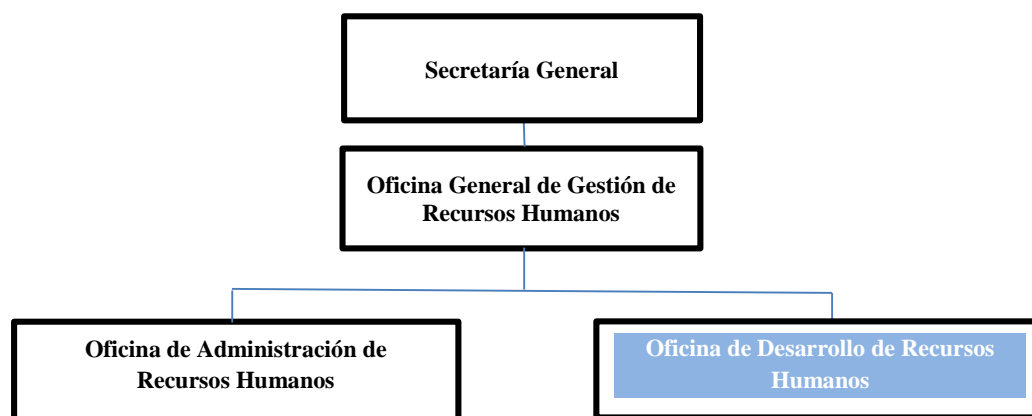 Secretaría General
Oficina General de Gestión de
Recursos Humanos
Oficina de Administración de
Recursos Humanos
Oficina de Desarrollo de Recursos
Humanos